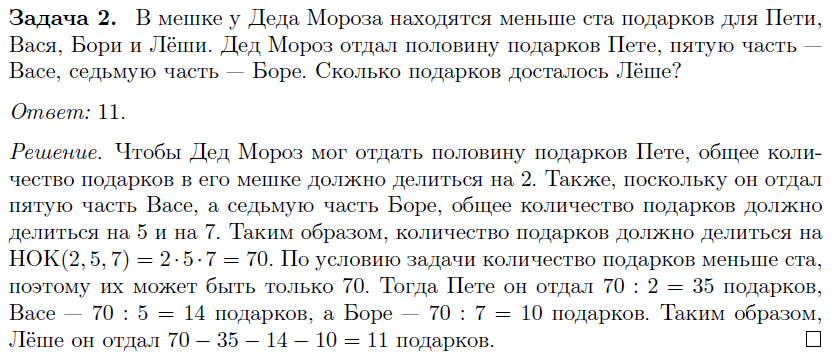 Задача 2. В мешке у Деда Мороза находятся меньше ста подарков для Пети,
Вася, Бори и Лёши. Дед Мороз отдал половину подарков Пете, пятую часть —
Васе, седьмую часть — Боре. Сколько подарков досталось Лёше?
Ответ: 11.
Решение. Чтобы Дед Мороз мог отдать половину подарков Пете, общее коли-
чество подарков в его мешке должно делиться на 2. Также, поскольку он отдал
пятую часть Васе, а седьмую часть Боре, общее количество подарков должно
делиться на 5 и на 7. Таким образом, количество подарков должно делиться на
НОК(2, 5, 7) = 2 · 5 · 7 = 70. По условию задачи количество подарков меньше ста,
поэтому их может быть только 70. Тогда Пете он отдал 70 : 2 = 35 подарков,
Васе — 70 : 5 = 14 подарков, а Боре — 70 : 7 = 10 подарков. Таким образом,
Лёше он отдал 70 − 35 − 14 − 10 = 11 подарков. □